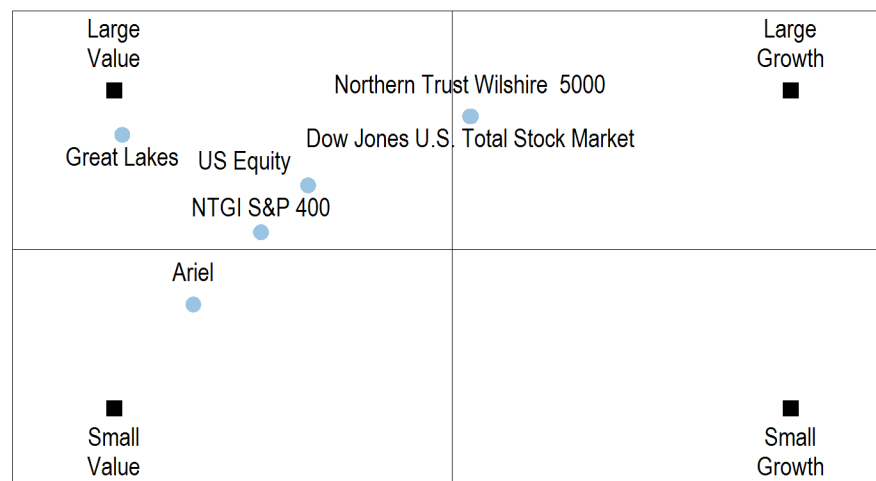 Large
Value
Large
Growth
Northern Trust Wilshire 5000
Dow Jones U.S. Total Stock Market
Great Lakes
US Equity
NTGI S&P 400
Ariel
Small
Value
Small
Growth